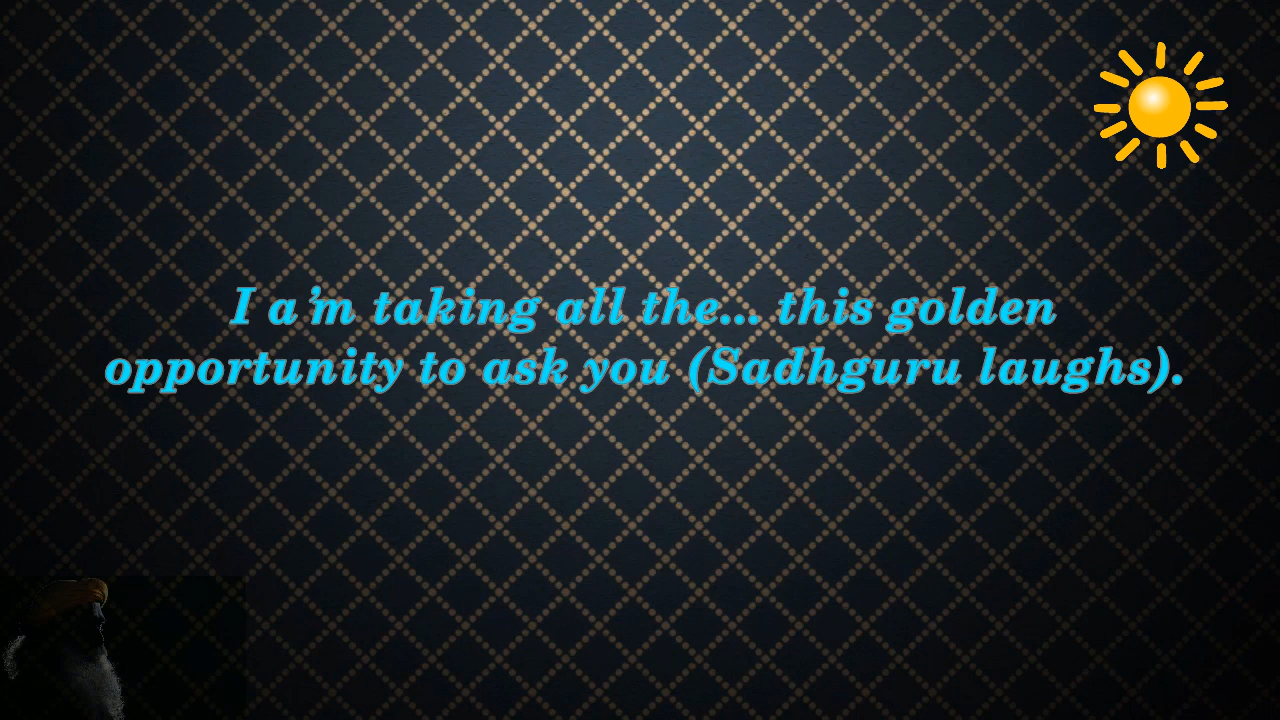 I a’m taking all the... this golden
opportunity to ask you (Sadhguru laughs).